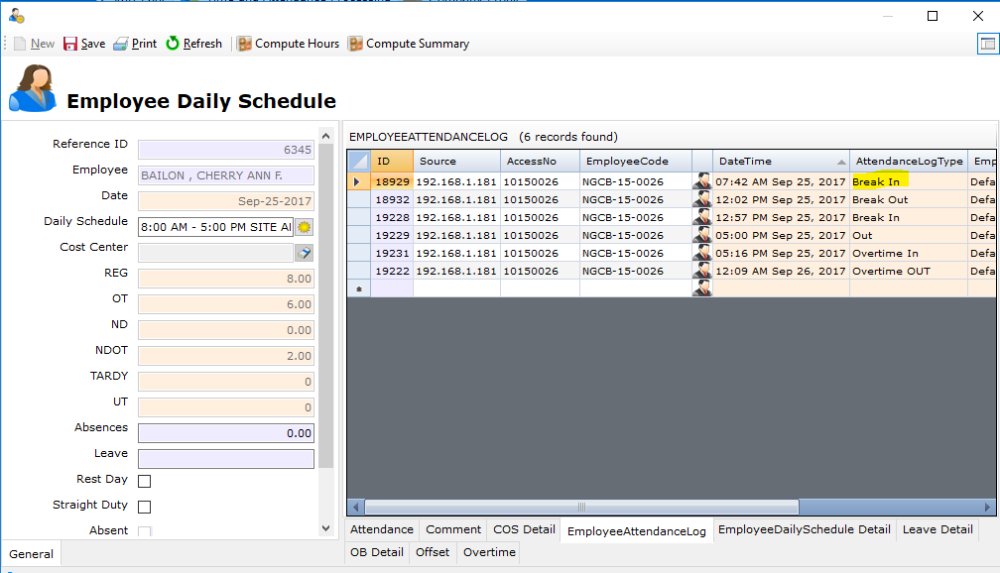 New Save Print Refresh Compute Hours Compute Summary
Employee Daily Schedule
Reference ID 6345
Employee BAILON , CHERRY ANN F.
Date Sep-25-2017
Daily Schedule 8:00 AM - 5:00 PM SITE
Cost Center
REG 8.00
OT 6.00
ND 0.00
NDOT 2.00
TARDY 0
UT 0
Absences 0.00
Leave
Rest Day
Straight Duty
Absent
General
EMPLOYEEATTENDANCELOG (6 records found)
ID Source AccessNo EmployeeCode DateTime AttendanceLogType Emp
18929 192.168.1.181 10150026 NGCB-15-0026 07:42 AM Sep 25, 2017 Break In Defa
18932 192.168.1.181 10150026 NGCB-15-0026 12:02 PM Sep 25, 2017 Break Out Defa
19228 192.168.1.181 10150026 NGCB-15-0026 12:57 PM Sep 25, 2017 Break In Defa
19229 192.168.1.181 10150026 NGCB-15-0026 05:00 PM Sep 25, 2017 Out Defa
19231 192.168.1.181 10150026 NGCB-15-0026 05:16 PM Sep 25, 2017 Overtime In Defa
19222 192.168.1.181 10150026 NGCB-15-0026 12:09 AM Sep 26, 2017 Overtime OUT Defa
Attendance Comment COS Detail EmployeeAttendanceLog EmployeeDailySchedule Detail Leave Detail
OB Detail Offset Overtime